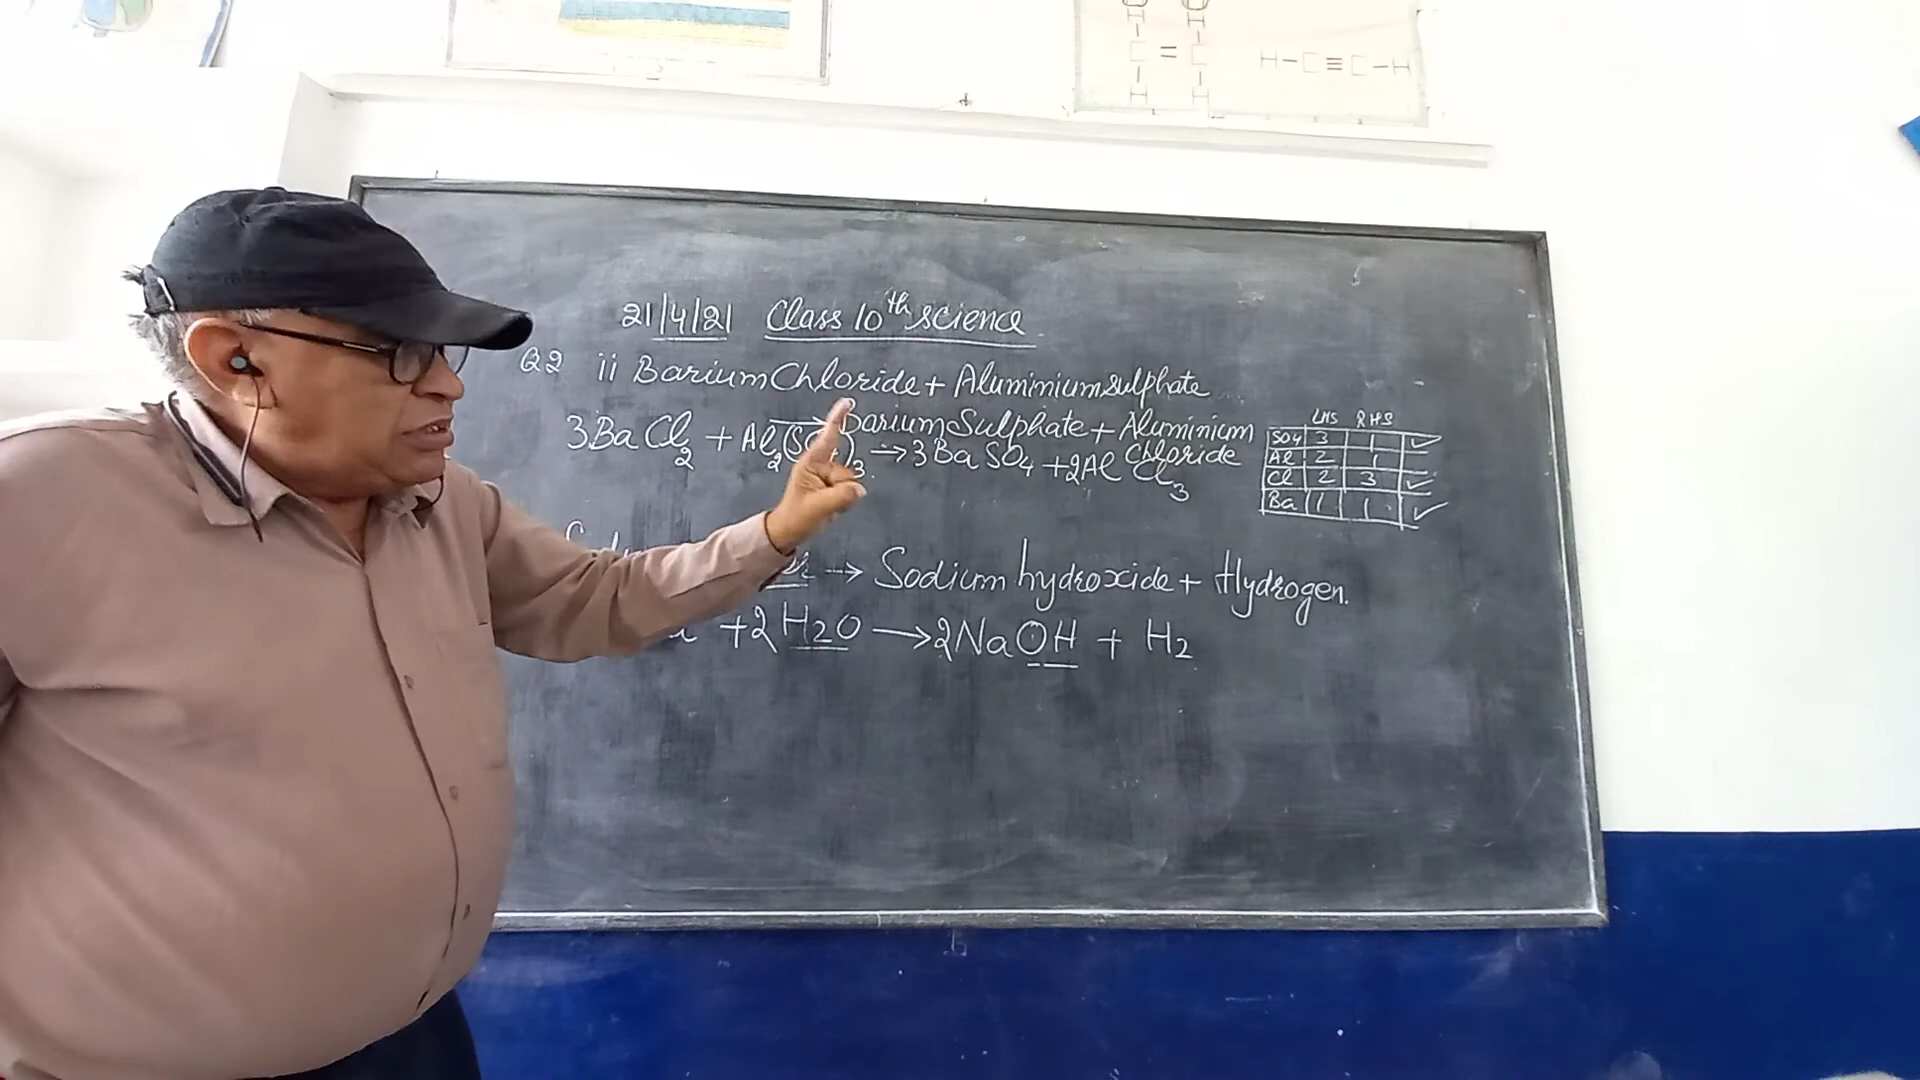 H H
C = C H-C≡C-H
H H
21/4/21 Class 10th science
Q2 ii Barium Chloride + Aluminium sulphate
Barium Sulphate + Aluminium Chloride
3BaCl2 + Al2(SO4)3 → 3BaSO4 + 2AlCl3
LHS RHS
SO4 3 1 ✓
Al 2 1
Cl 2 3 ✓
Ba 1 1 ✓
→ Sodium hydroxide + Hydrogen.
+2H2O → 2NaOH + H2